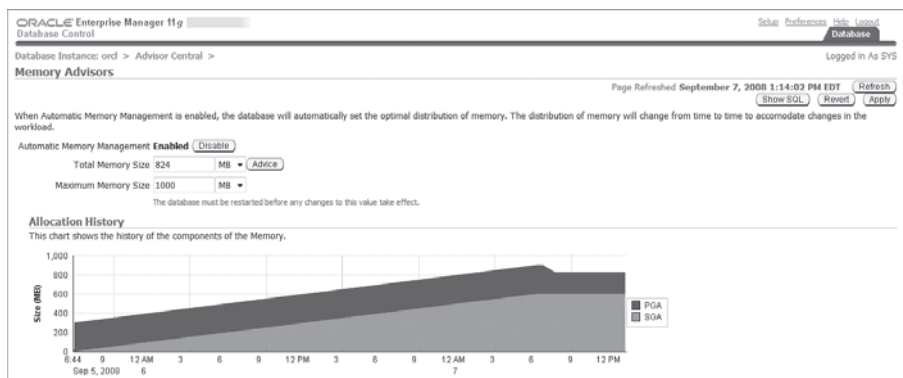 ORACLE Enterprise Manager 11g
Database Control
Setup Preferences Help Logout
Database
Database Instance: orcl > Advisor Central >
Logged in As SYS
Memory Advisors
Page Refreshed September 7, 2008 1:14:02 PM EDT Refresh
Show SQL Revert Apply
When Automatic Memory Management is enabled, the database will automatically set the optimal distribution of memory. The distribution of memory will change from time to time to accomodate changes in the
workload.
Automatic Memory Management Enabled Disable
Total Memory Size 824 MB Advice
Maximum Memory Size 1000 MB
The database must be restarted before any changes to this value take effect.
Allocation History
This chart shows the history of the components of the Memory.
Size (MB)
1,000
800
600
400
200
0
6:44 9 12 AM 3 6 9 12 PM 3 6 9 12 AM 3 6 9 12 PM
Sep 5, 2008 6 7
PGA
SGA